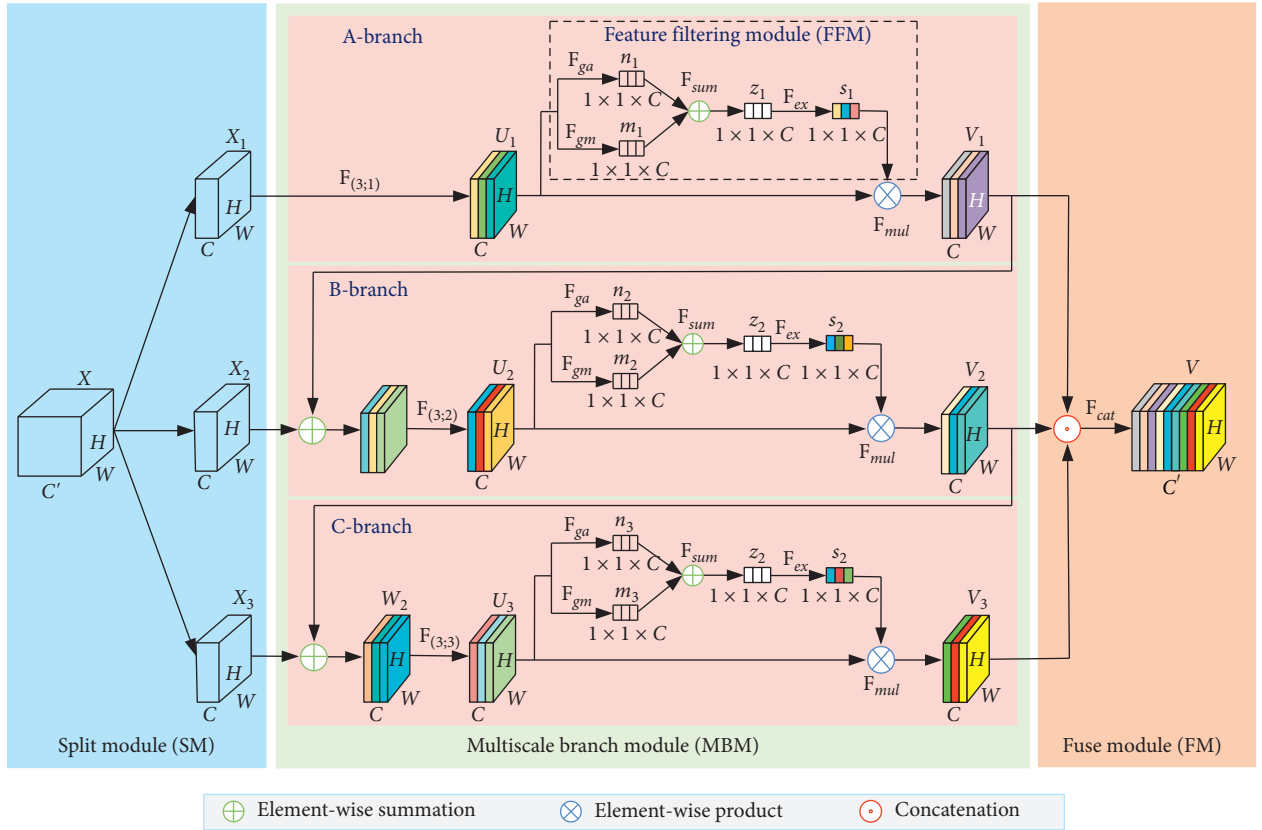 A-branch
Feature filtering module (FFM)
F_ga
n_1
1 × 1 × C
F_sum
z_1
F_ex
s_1
1 × 1 × C
1 × 1 × C
F_gm
m_1
1 × 1 × C
X_1
H
W
C
F_(3;1)
U_1
H
W
C
F_mul
V_1
H
W
C
B-branch
F_ga
n_2
1 × 1 × C
F_sum
z_2
F_ex
s_2
1 × 1 × C
1 × 1 × C
F_gm
m_2
1 × 1 × C
X
H
W
C′
X_2
H
W
C
F_(3;2)
U_2
H
W
C
F_mul
V_2
H
W
C
F_cat
V
H
W
C′
C-branch
F_ga
n_3
1 × 1 × C
F_sum
z_2
F_ex
s_2
1 × 1 × C
1 × 1 × C
F_gm
m_3
1 × 1 × C
X_3
H
W
C
W_2
H
W
C
F_(3;3)
U_3
H
W
C
F_mul
V_3
H
W
C
Split module (SM)
Multiscale branch module (MBM)
Fuse module (FM)
Element-wise summation
Element-wise product
Concatenation